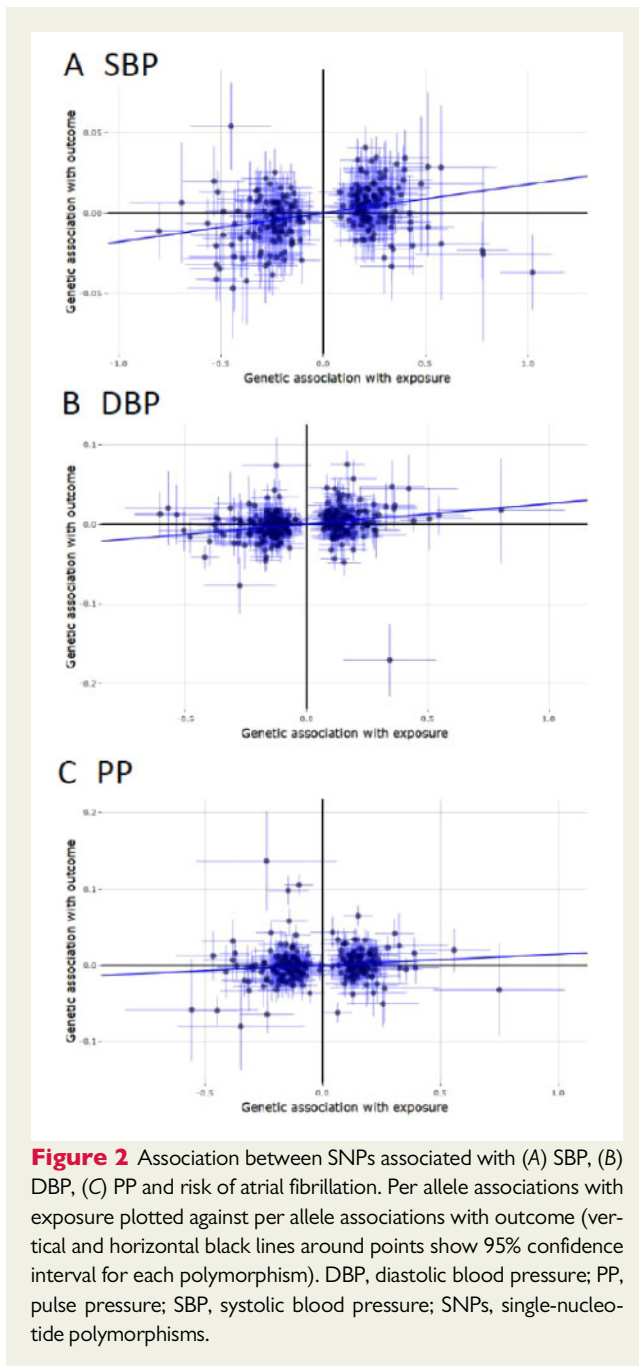 A SBP
0.05
0.00
-0.05
-1.0 -0.5 0.0 0.5 1.0
Genetic association with outcome
Genetic association with exposure
B DBP
0.1
0.0
-0.1
-0.2
-0.5 0.0 0.5 1.0
Genetic association with outcome
Genetic association with exposure
C PP
0.2
0.1
0.0
-0.1
-0.5 0.0 0.5 1.0
Genetic association with outcome
Genetic association with exposure
Figure 2 Association between SNPs associated with (A) SBP, (B)
DBP, (C) PP and risk of atrial fibrillation. Per allele associations with
exposure plotted against per allele associations with outcome (ver-
tical and horizontal black lines around points show 95% confidence
interval for each polymorphism). DBP, diastolic blood pressure; PP,
pulse pressure; SBP, systolic blood pressure; SNPs, single-nucleo-
tide polymorphisms.